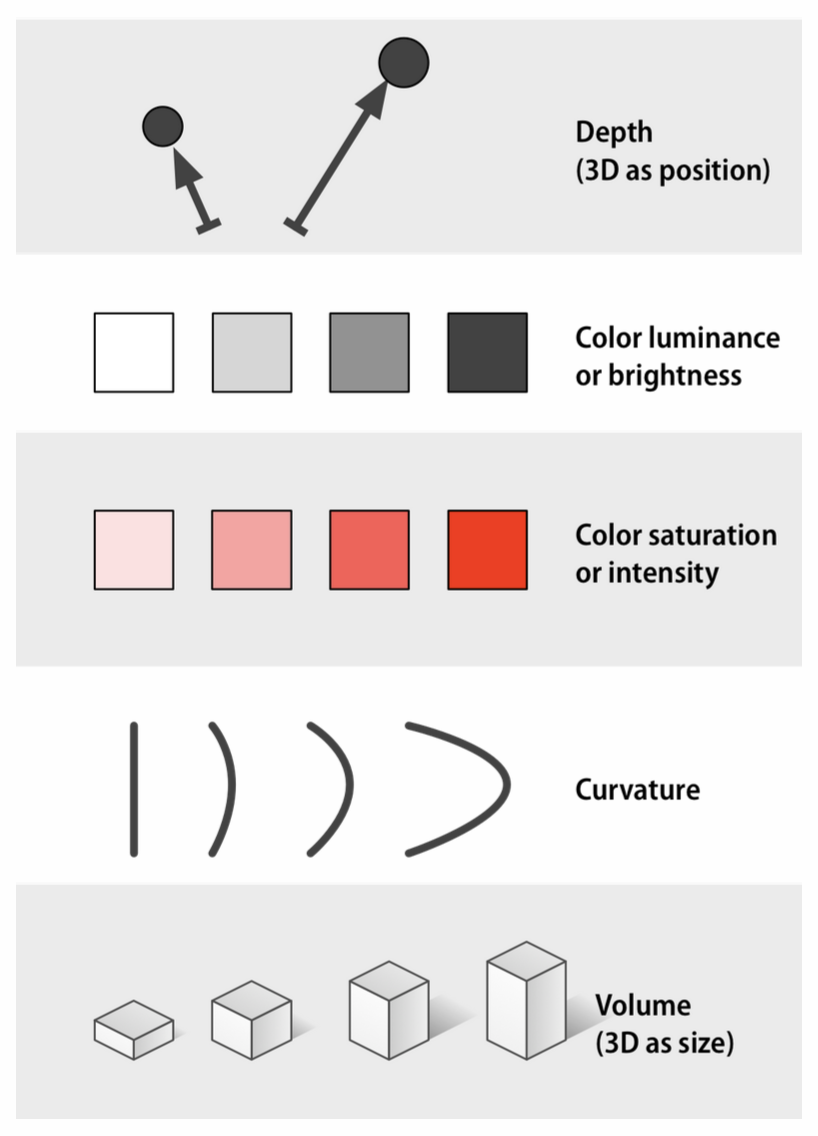 Depth
(3D as position)
Color luminance
or brightness
Color saturation
or intensity
Curvature
Volume
(3D as size)